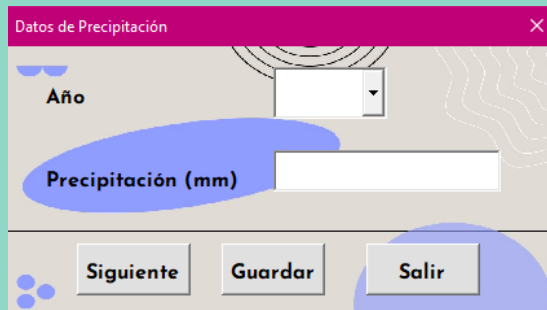 Datos de Precipitación
Año
Precipitación (mm)
Siguiente Guardar Salir